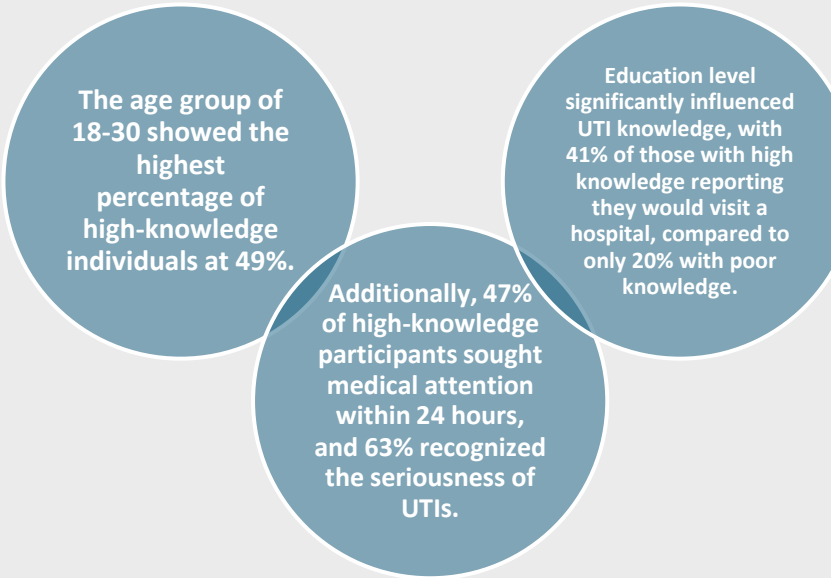 The age group of
18-30 showed the
highest
percentage of
high-knowledge
individuals at 49%.
Additionally, 47%
of high-knowledge
participants sought
medical attention
within 24 hours,
and 63% recognized
the seriousness of
UTIs.
Education level
significantly influenced
UTI knowledge, with
41% of those with high
knowledge reporting
they would visit a
hospital, compared to
only 20% with poor
knowledge.